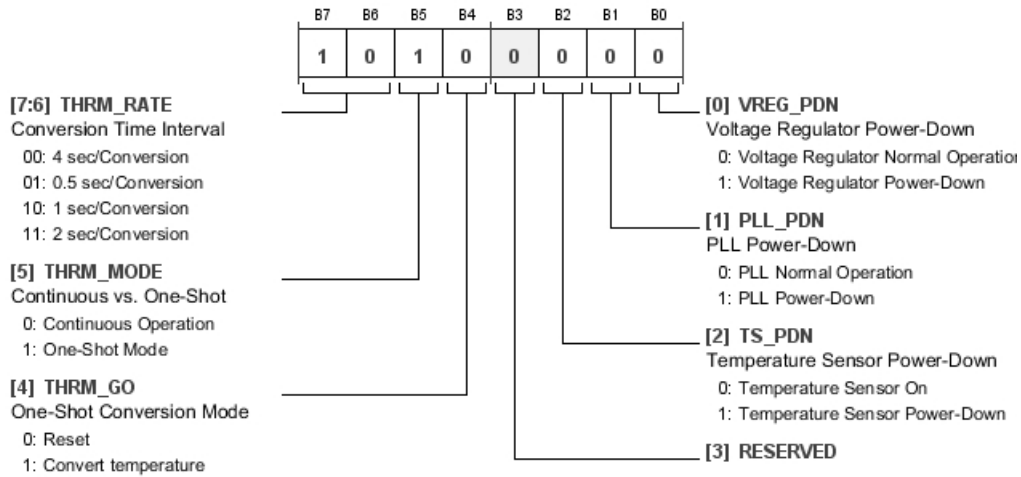 B7 B6 B5 B4 B3 B2 B1 B0
1 0 1 0 0 0 0 0
[7:6] THRM_RATE
Conversion Time Interval
00: 4 sec/Conversion
01: 0.5 sec/Conversion
10: 1 sec/Conversion
11: 2 sec/Conversion
[5] THRM_MODE
Continuous vs. One-Shot
0: Continuous Operation
1: One-Shot Mode
[4] THRM_GO
One-Shot Conversion Mode
0: Reset
1: Convert temperature
[0] VREG_PDN
Voltage Regulator Power-Down
0: Voltage Regulator Normal Operation
1: Voltage Regulator Power-Down
[1] PLL_PDN
PLL Power-Down
0: PLL Normal Operation
1: PLL Power-Down
[2] TS_PDN
Temperature Sensor Power-Down
0: Temperature Sensor On
1: Temperature Sensor Power-Down
[3] RESERVED